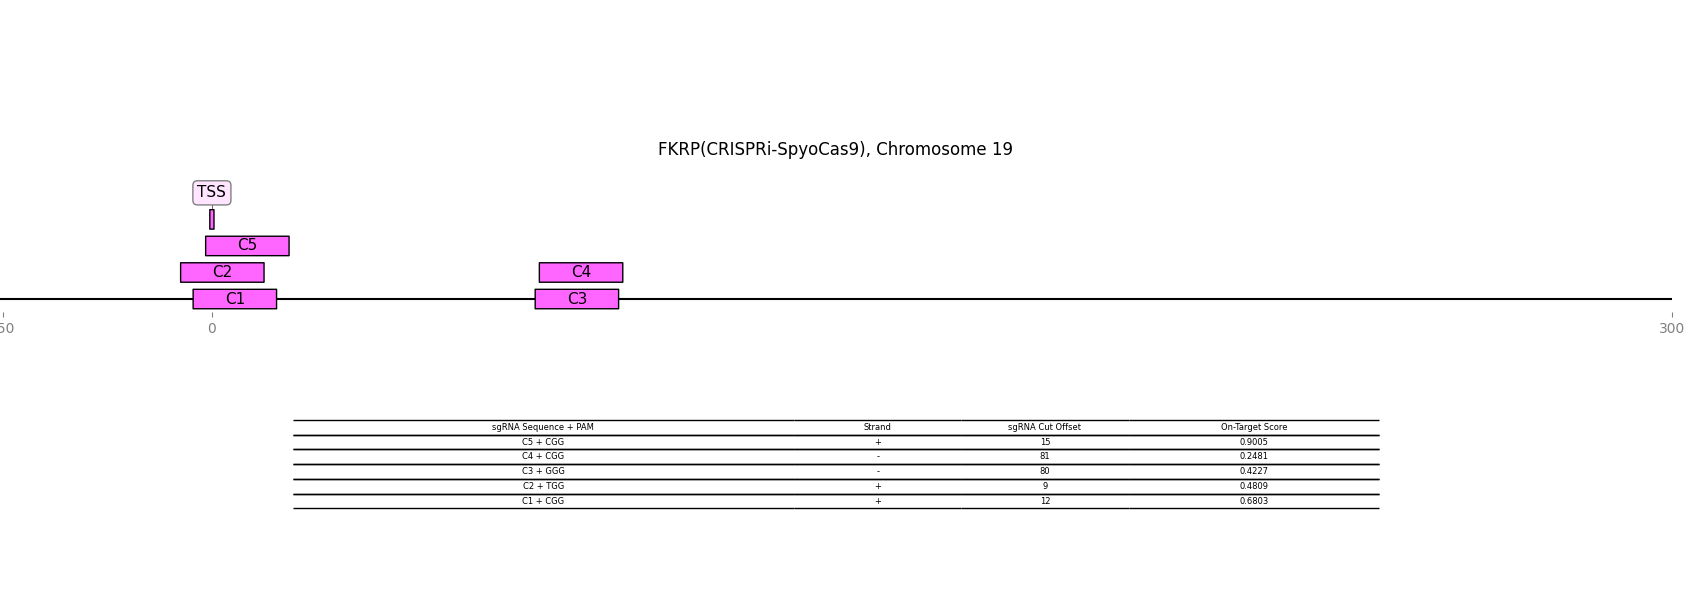 FKRP(CRISPRi-SpyoCas9), Chromosome 19
TSS
C5
C2 C4
C1 C3
50 0 300
sgRNA Sequence + PAM Strand sgRNA Cut Offset On-Target Score
C5 + CGG + 15 0.9005
C4 + CGG - 81 0.2481
C3 + GGG - 80 0.4227
C2 + TGG + 9 0.4809
C1 + CGG + 12 0.6803